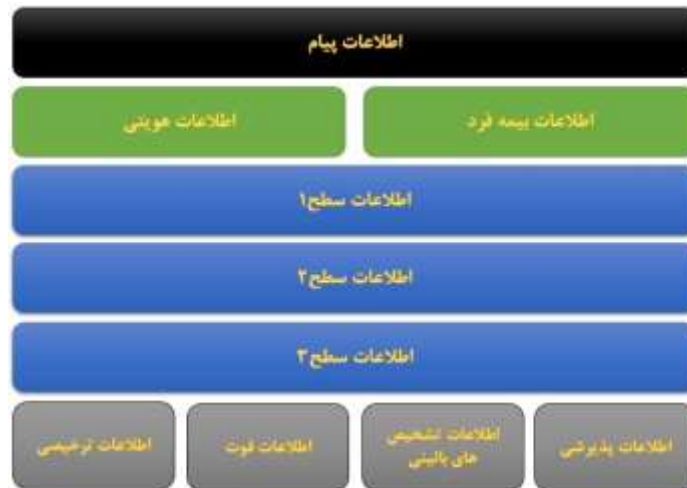 اطلاعات پیام
اطلاعات بیمه فرد
اطلاعات هویتی
اطلاعات سطح۱
اطلاعات سطح۲
اطلاعات سطح۳
اطلاعات پذیرشی
اطلاعات تشخیص
های بالینی
اطلاعات فوت
اطلاعات ترخیصی